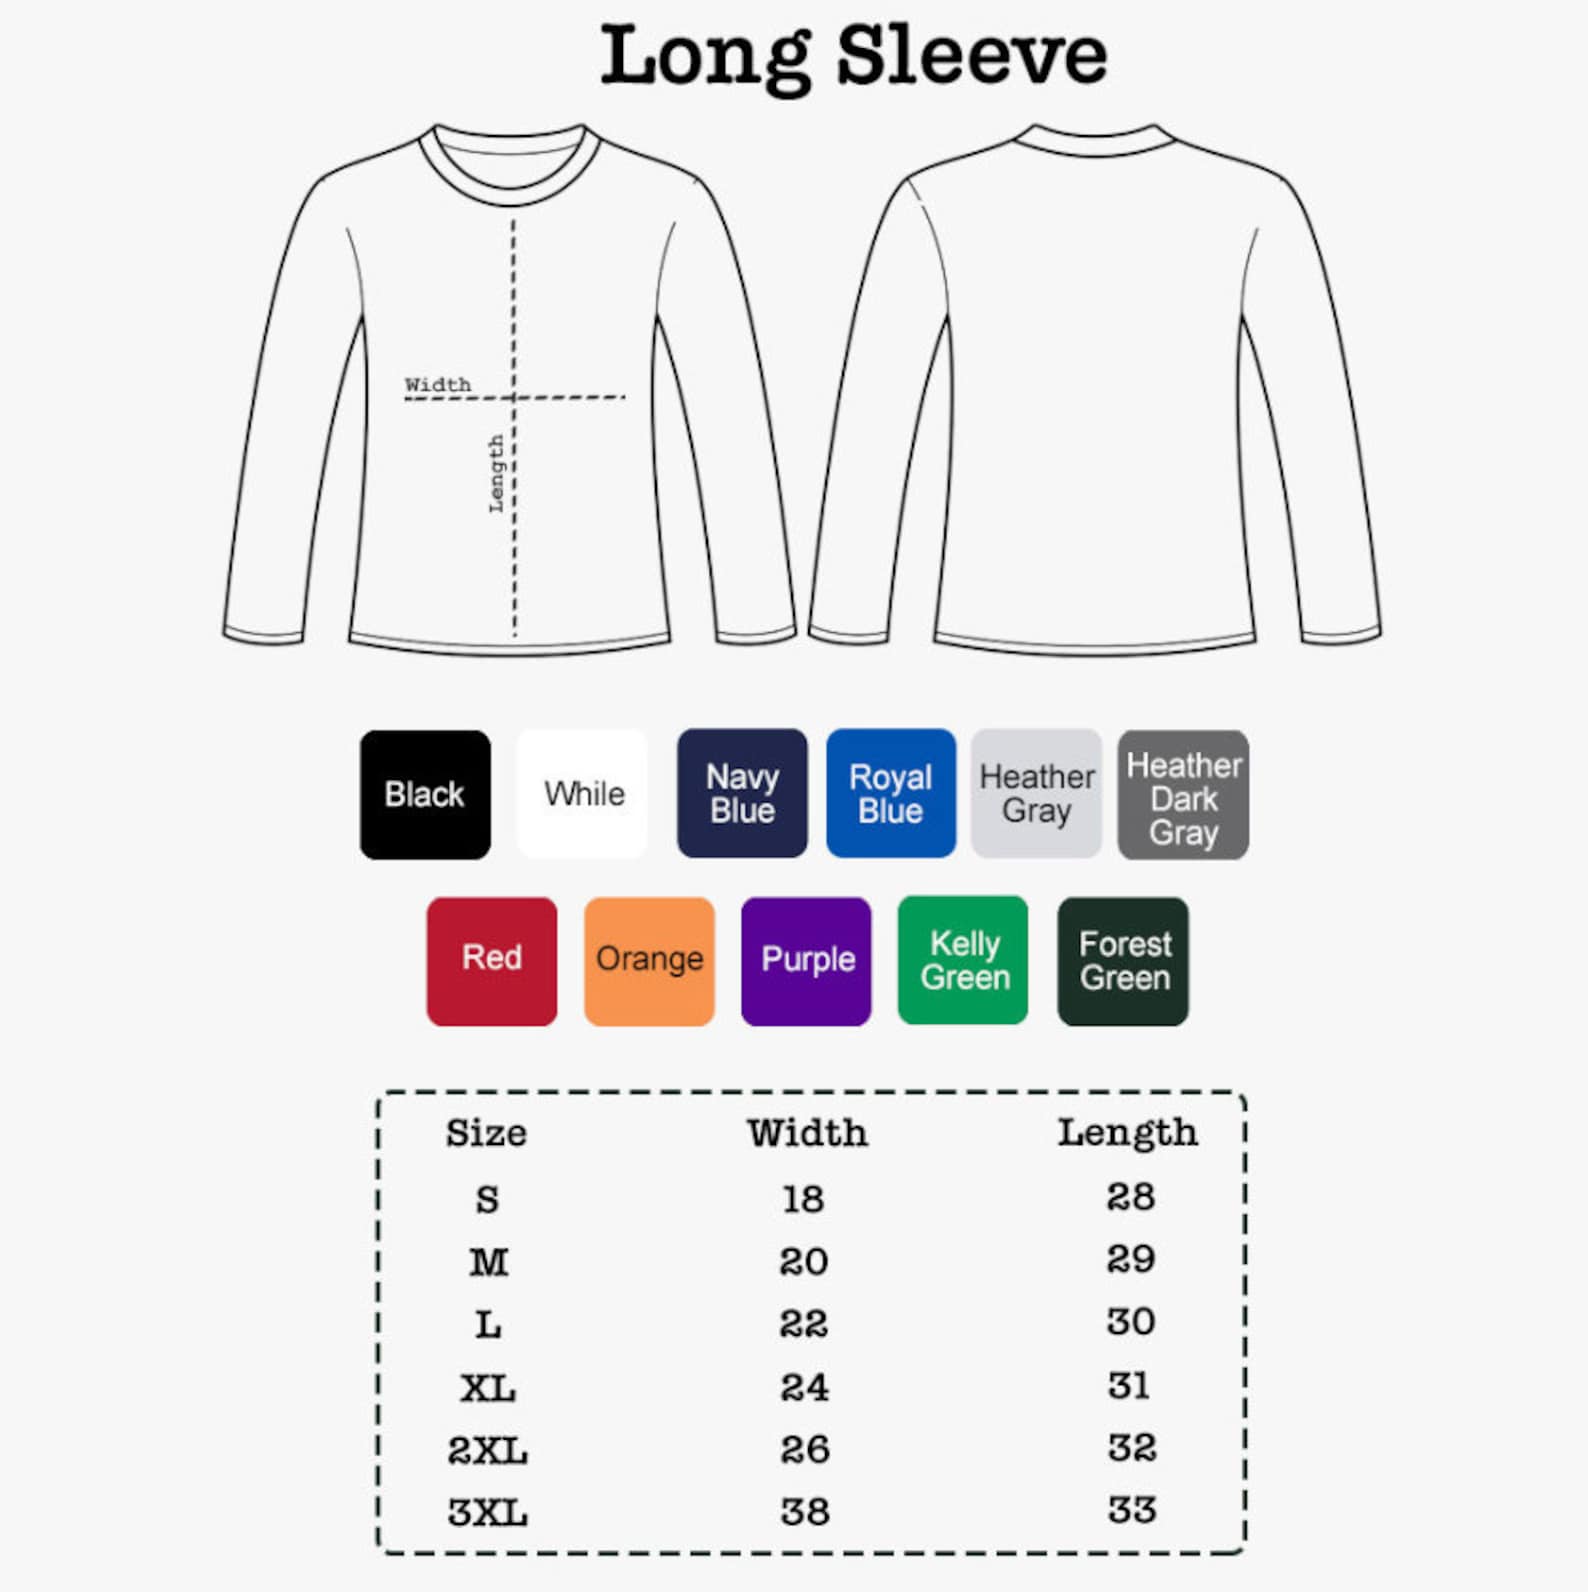 Long Sleeve
Width
Length
Black
While
Navy
Blue
Royal
Blue
Heather
Gray
Heather
Dark
Gray
Red
Orange
Purple
Kelly
Green
Forest
Green
Size Width Length
S 18 28
M 20 29
L 22 30
XL 24 31
2XL 26 32
3XL 38 33